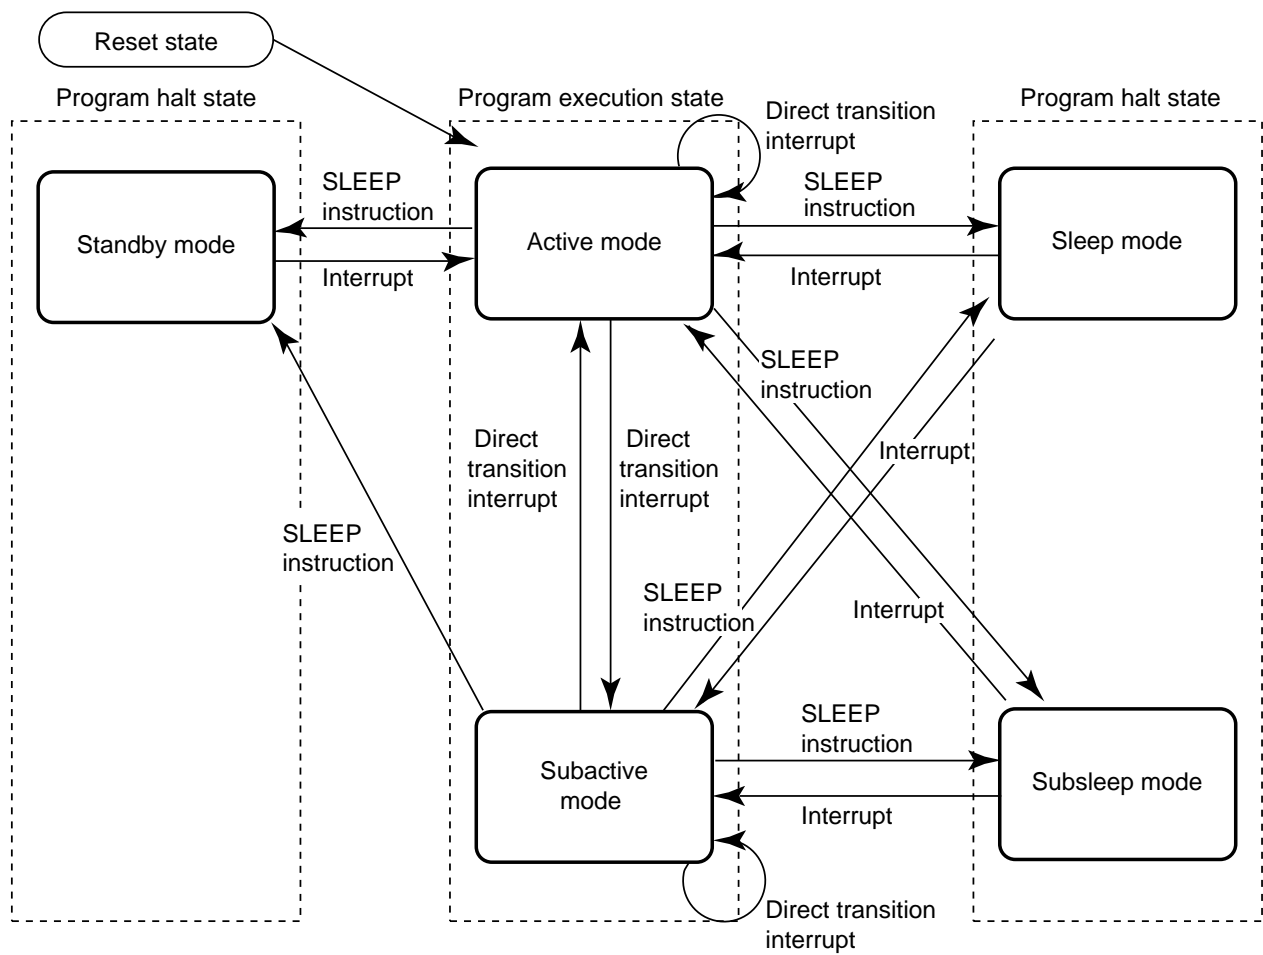 Reset state
Program halt state
Program execution state
Program halt state
Direct transition
interrupt
SLEEP
instruction
SLEEP
instruction
Standby mode
Active mode
Sleep mode
Interrupt
Interrupt
SLEEP
instruction
Direct
transition
interrupt
Direct
transition
interrupt
Interrupt
SLEEP
instruction
SLEEP
instruction
Interrupt
SLEEP
instruction
Subactive
mode
Subsleep mode
Interrupt
Direct transition
interrupt